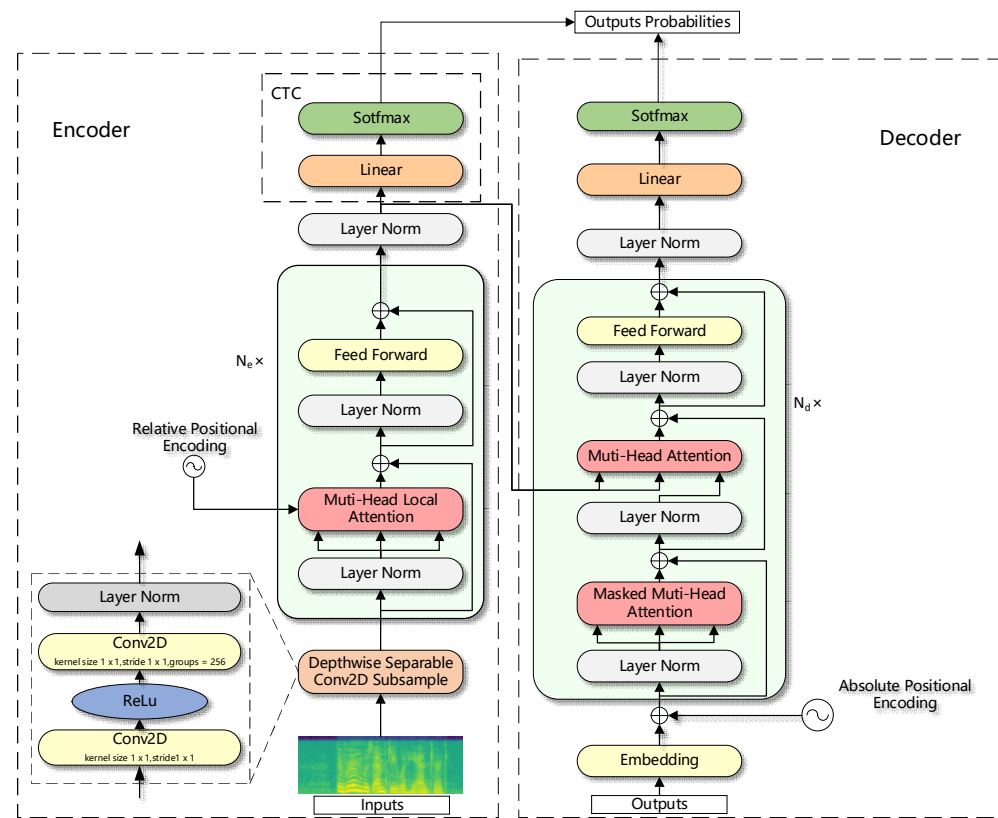 Outputs Probabilities
Encoder
CTC
Sotfmax
Linear
Layer Norm
Feed Forward
N_e ×
Layer Norm
Relative Positional
Encoding
Muti-Head Local
Attention
Layer Norm
Layer Norm
Conv2D
kernel size 1 x 1,stride 1 x 1,groups = 256
ReLu
Conv2D
kernel size 1 x 1,stride1 x 1
Depthwise Separable
Conv2D Subsample
Inputs
Decoder
Sotfmax
Linear
Layer Norm
Feed Forward
Layer Norm
N_d ×
Muti-Head Attention
Layer Norm
Masked Muti-Head
Attention
Layer Norm
Absolute Positional
Encoding
Embedding
Outputs